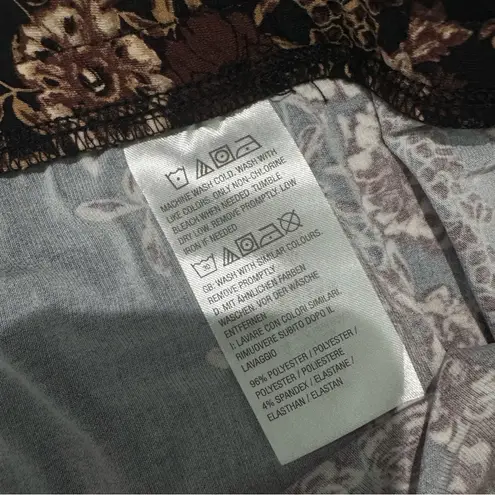 MACHINE WASH COLD. WASH WITH
LIKE COLORS. ONLY NON-CHLORINE
BLEACH WHEN NEEDED. TUMBLE
DRY LOW. REMOVE PROMPTLY. LOW
IRON IF NEEDED
30
GB: WASH WITH SIMILAR COLOURS.
REMOVE PROMPTLY
D: MIT ÄHNLICHEN FARBEN
WASCHEN. VOR DER WÄSCHE
ENTFERNEN
I: LAVARE CON COLORI SIMILARI.
RIMUOVERE SUBITO DOPO IL
LAVAGGIO
96% POLYESTER / POLYESTER /
POLYESTER / POLIESTERE
4% SPANDEX / ELASTANE /
ELASTHAN / ELASTAN